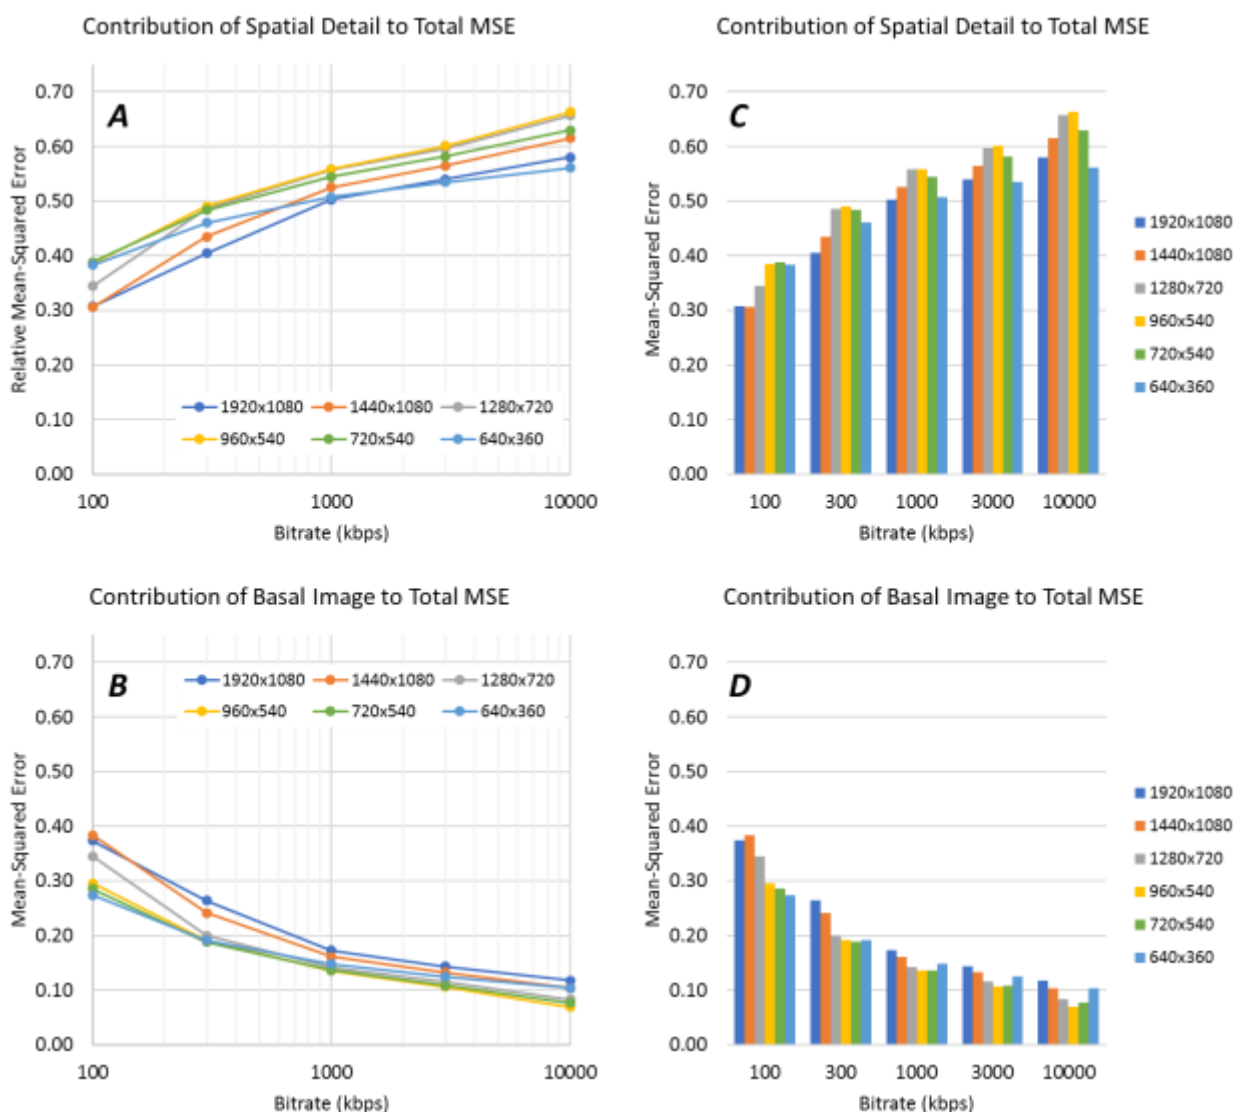 Contribution of Spatial Detail to Total MSE
A
0.70
0.60
0.50
0.40
0.30
0.20
0.10
0.00
Relative Mean-Squared Error
1920x1080 1440x1080 1280x720
960x540 720x540 640x360
100 1000 10000
Bitrate (kbps)
Contribution of Spatial Detail to Total MSE
C
0.70
0.60
0.50
0.40
0.30
0.20
0.10
0.00
Mean-Squared Error
100 300 1000 3000 10000
Bitrate (kbps)
1920x1080
1440x1080
1280x720
960x540
720x540
640x360
Contribution of Basal Image to Total MSE
B
1920x1080 1440x1080 1280x720
960x540 720x540 640x360
0.70
0.60
0.50
0.40
0.30
0.20
0.10
0.00
Mean-Squared Error
100 1000 10000
Bitrate (kbps)
Contribution of Basal Image to Total MSE
D
0.70
0.60
0.50
0.40
0.30
0.20
0.10
0.00
Mean-Squared Error
100 300 1000 3000 10000
Bitrate (kbps)
1920x1080
1440x1080
1280x720
960x540
720x540
640x360